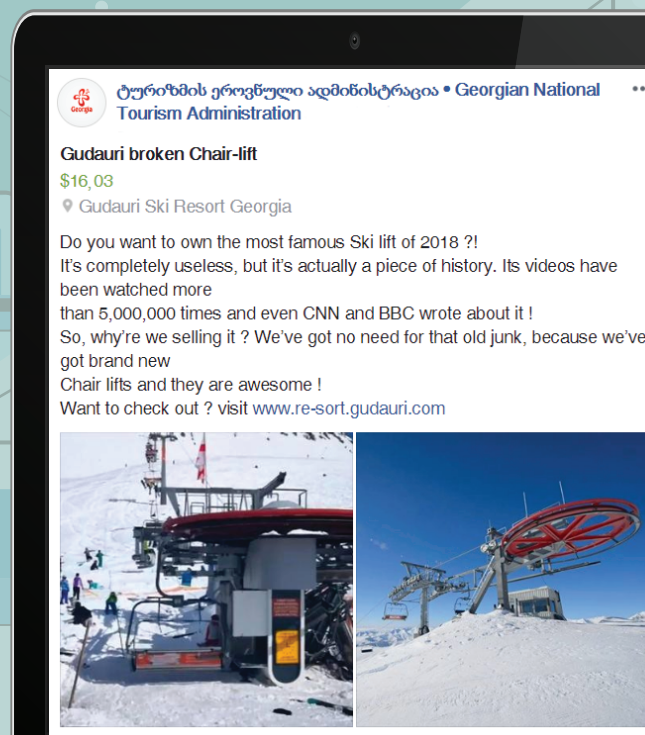 Georgia
ტურიზმის ეროვნული ადმინისტრაცია • Georgian National
Tourism Administration
Gudauri broken Chair-lift
$16,03
Gudauri Ski Resort Georgia
Do you want to own the most famous Ski lift of 2018 ?!
It's completely useless, but it's actually a piece of history. Its videos have
been watched more
than 5,000,000 times and even CNN and BBC wrote about it !
So, why're we selling it ? We've got no need for that old junk, because we've
got brand new
Chair lifts and they are awesome !
Want to check out ? visit www.re-sort.gudauri.com